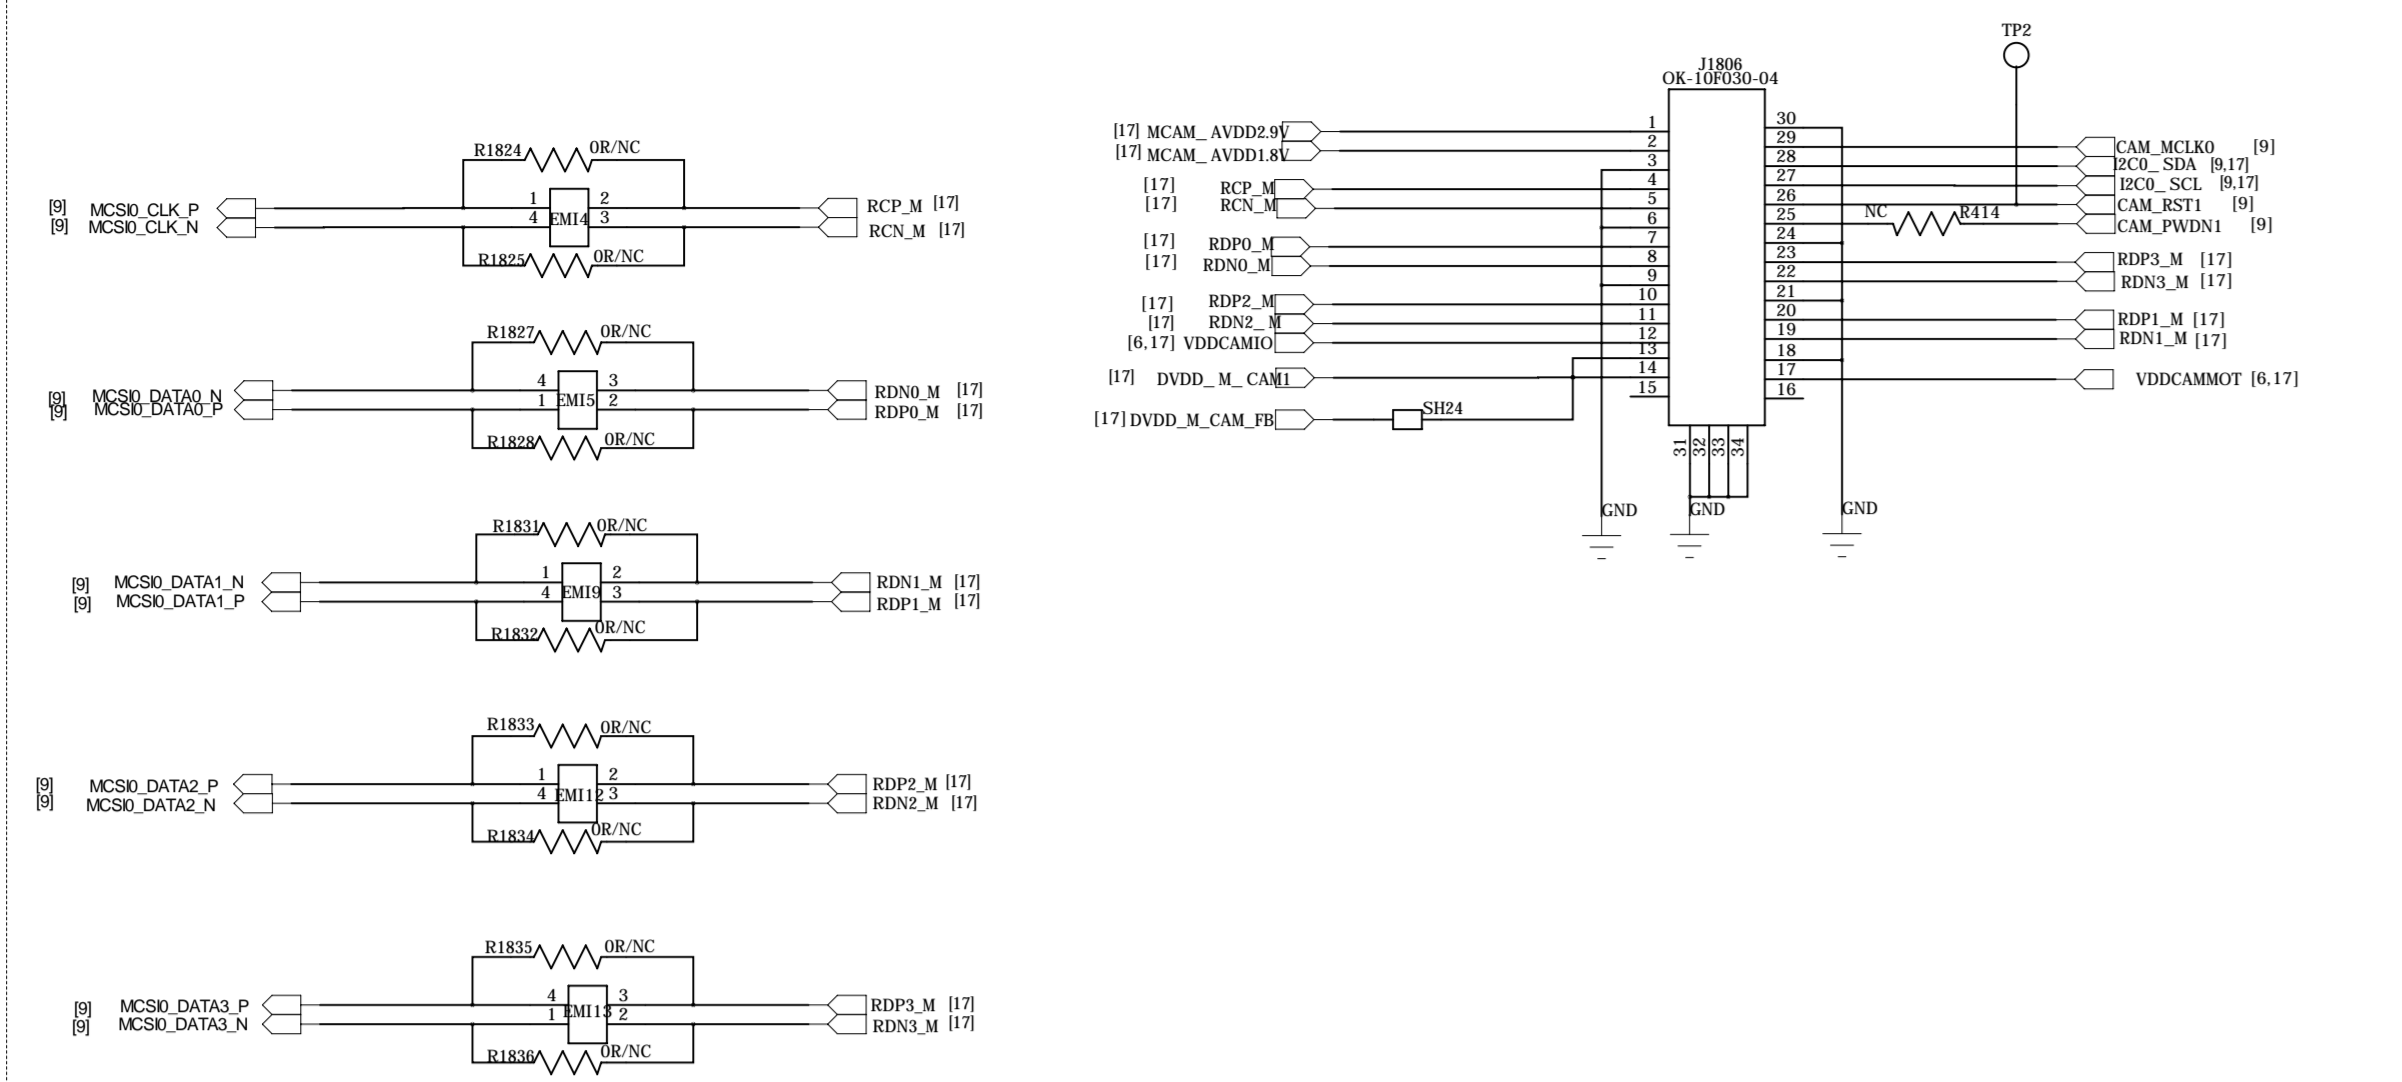 R1824 0R/NC
[9] MCSI0_CLK_P 1 2 RCP_M [17]
EMI4
[9] MCSI0_CLK_N 4 3 RCN_M [17]
R1825 0R/NC
R1827 0R/NC
[9] MCSI0_DATA0_N 4 3 RDN0_M [17]
EMI5
[9] MCSI0_DATA0_P 1 2 RDP0_M [17]
R1828 0R/NC
R1831 0R/NC
[9] MCSI0_DATA1_N 1 2 RDN1_M [17]
EMI9
[9] MCSI0_DATA1_P 4 3 RDP1_M [17]
R1832 0R/NC
R1833 0R/NC
[9] MCSI0_DATA2_P 1 2 RDP2_M [17]
EMI12
[9] MCSI0_DATA2_N 4 3 RDN2_M [17]
R1834 0R/NC
R1835 0R/NC
[9] MCSI0_DATA3_P 4 3 RDP3_M [17]
EMI13
[9] MCSI0_DATA3_N 1 2 RDN3_M [17]
R1836 0R/NC
TP2
J1806
OK-10F030-04
[17] MCAM_ AVDD2.9V 1
[17] MCAM_ AVDD1.8V 2
3
[17] RCP_M 4
[17] RCN_M 5
6
[17] RDP0_M 7
[17] RDN0_M 8
9
[17] RDP2_M 10
[17] RDN2_ M 11
[6,17] VDDCAMIO 12
13
[17] DVDD_ M_ CAM1 14
15
[17] DVDD_M_CAM_FB SH24
30
29 CAM_MCLK0 [9]
28 I2C0_ SDA [9,17]
27 I2C0_ SCL [9,17]
26 CAM_RST1 [9]
25 NC R414 CAM_PWDN1 [9]
24
23 RDP3_M [17]
22 RDN3_M [17]
21
20 RDP1_M [17]
19 RDN1_M [17]
18
17 VDDCAMMOT [6,17]
16
31 32 33 34
GND GND GND